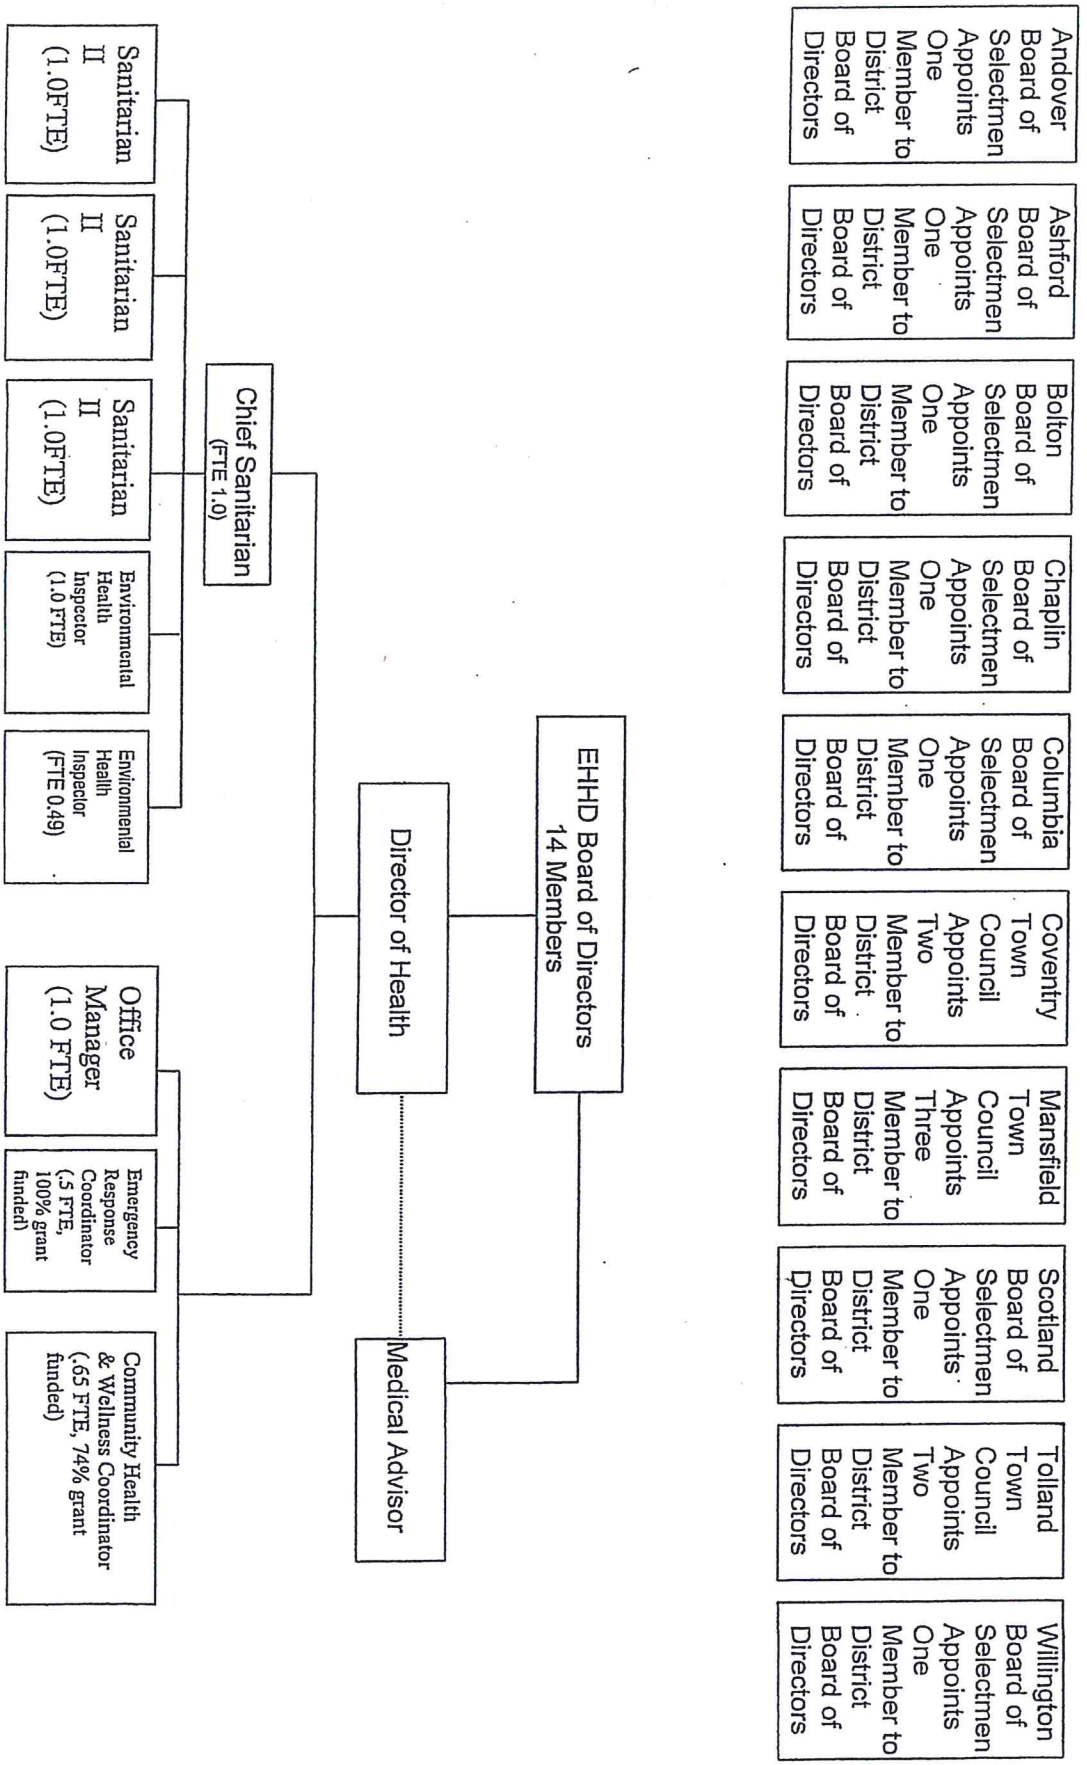 Andover
Board of
Selectmen
Appoints
One
Member to
District
Board of
Directors
Ashford
Board of
Selectmen
Appoints
One
Member to
District
Board of
Directors
Bolton
Board of
Selectmen
Appoints
One
Member to
District
Board of
Directors
Chaplin
Board of
Selectmen
Appoints
One
Member to
District
Board of
Directors
Columbia
Board of
Selectmen
Appoints
One
Member to
District
Board of
Directors
Coventry
Town
Council
Appoints
Two
Member to
District
Board of
Directors
Mansfield
Town
Council
Appoints
Three
Member to
District
Board of
Directors
Scotland
Board of
Selectmen
Appoints
One
Member to
District
Board of
Directors
Tolland
Town
Council
Appoints
Two
Member to
District
Board of
Directors
Willington
Board of
Selectmen
Appoints
One
Member to
District
Board of
Directors
EHHD Board of Directors
14 Members
Director of Health
Medical Advisor
Chief Sanitarian
(FTE 1.0)
Sanitarian
II
(1.0FTE)
Sanitarian
II
(1.0FTE)
Sanitarian
II
(1.0FTE)
Environmental
Health
Inspector
(1.0 FTE)
Environmental
Health
Inspector
(FTE 0.49)
Office
Manager
(1.0 FTE)
Emergency
Response
Coordinator
(.5 FTE,
100% grant
funded)
Community Health
& Wellness Coordinator
(.65 FTE, 74% grant
funded)